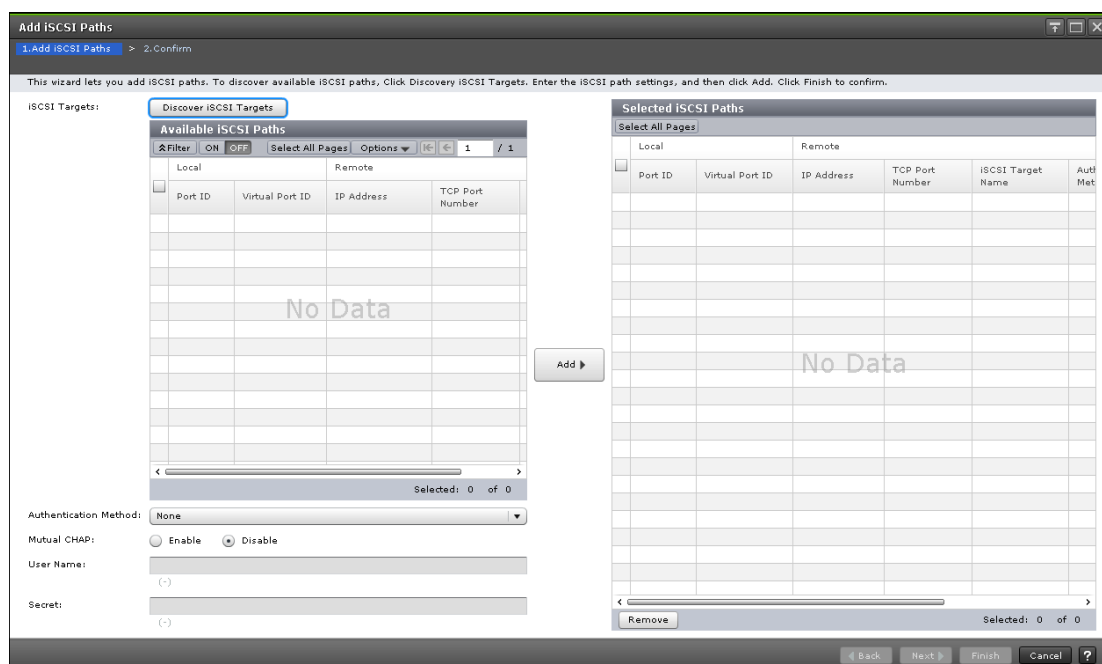 Add iSCSI Paths
1.Add iSCSI Paths > 2.Confirm
This wizard lets you add iSCSI paths. To discover available iSCSI paths, Click Discovery iSCSI Targets. Enter the iSCSI path settings, and then click Add. Click Finish to confirm.
iSCSI Targets:
Discover iSCSI Targets
Available iSCSI Paths
Filter ON OFF Select All Pages Options 1 / 1
Local Remote
Port ID Virtual Port ID IP Address TCP Port
Number
No Data
Selected: 0 of 0
Authentication Method: None
Mutual CHAP: Enable Disable
User Name:
(-)
Secret:
(-)
Add
Selected iSCSI Paths
Select All Pages
Local Remote
Port ID Virtual Port ID IP Address TCP Port iSCSI Target Auth
Number Name Met
No Data
Remove Selected: 0 of 0
Back Next Finish Cancel ?